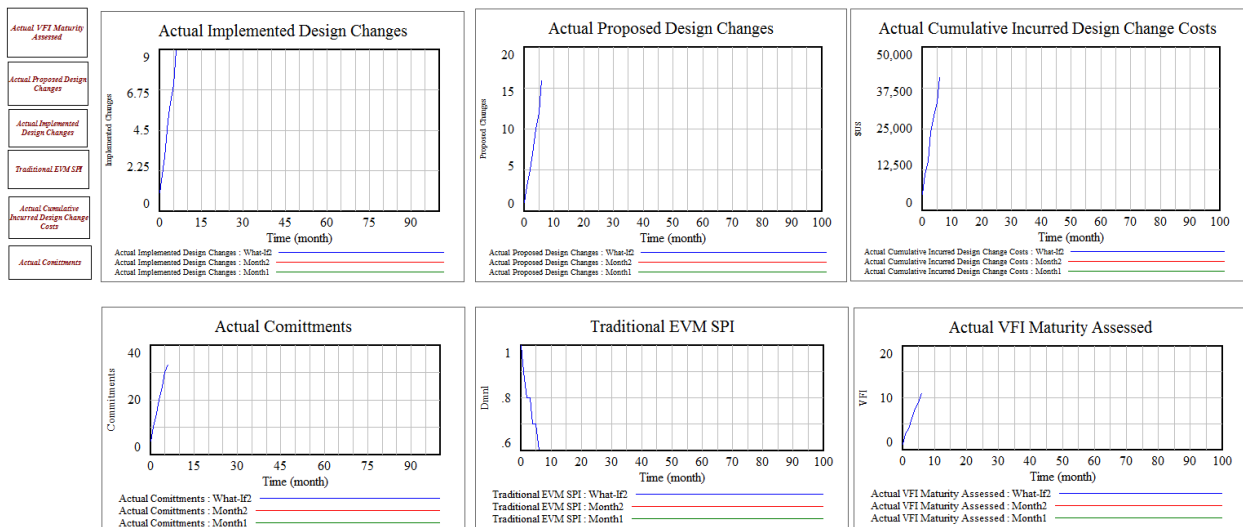 Actual VFI Maturity
Assessed
Actual Proposed Design
Changes
Actual Implemented
Design Changes
Traditional EVM SPI
Actual Cumulative
Incurred Design Change
Costs
Actual Comittments
Actual Implemented Design Changes
9
6.75
4.5
2.25
0
Implemented Changes
0 15 30 45 60 75 90
Time (month)
Actual Implemented Design Changes : What-If2
Actual Implemented Design Changes : Month2
Actual Implemented Design Changes : Month1
Actual Proposed Design Changes
20
15
10
5
0
Proposed Changes
0 10 20 30 40 50 60 70 80 90 100
Time (month)
Actual Proposed Design Changes : What-If2
Actual Proposed Design Changes : Month2
Actual Proposed Design Changes : Month1
Actual Cumulative Incurred Design Change Costs
50,000
37,500
25,000
12,500
0
$US
0 10 20 30 40 50 60 70 80 90 100
Time (month)
Actual Cumulative Incurred Design Change Costs : What-If2
Actual Cumulative Incurred Design Change Costs : Month2
Actual Cumulative Incurred Design Change Costs : Month1
Actual Comittments
40
20
0
Commitments
0 15 30 45 60 75 90
Time (month)
Actual Comittments : What-If2
Actual Comittments : Month2
Actual Comittments : Month1
Traditional EVM SPI
1
.8
.6
Dmnl
0 10 20 30 40 50 60 70 80 90 100
Time (month)
Traditional EVM SPI : What-If2
Traditional EVM SPI : Month2
Traditional EVM SPI : Month1
Actual VFI Maturity Assessed
20
10
0
VFI
0 10 20 30 40 50 60 70 80 90 100
Time (month)
Actual VFI Maturity Assessed : What-If2
Actual VFI Maturity Assessed : Month2
Actual VFI Maturity Assessed : Month1